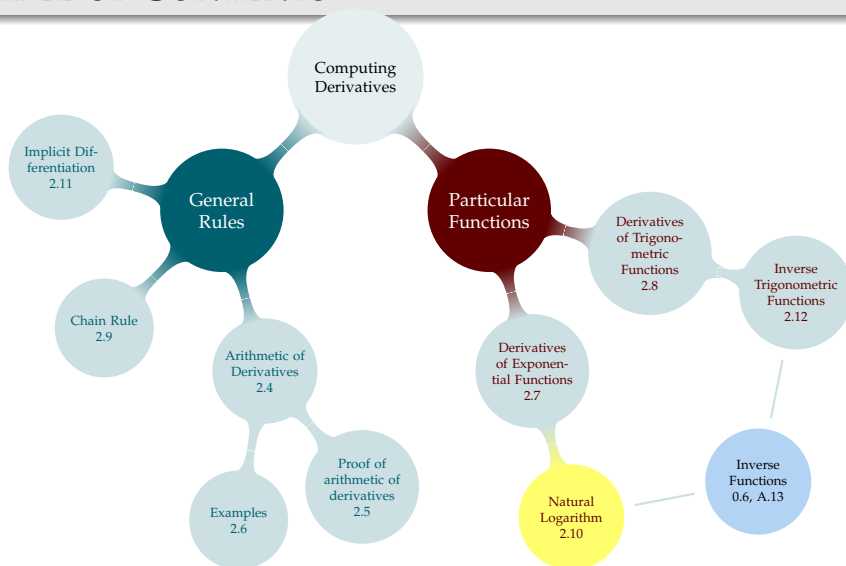 Computing
Derivatives
Implicit Dif-
ferentiation
2.11
General
Rules
Particular
Functions
Derivatives
of Trigono-
metric
Functions
2.8
Inverse
Trigonometric
Functions
2.12
Chain Rule
2.9
Arithmetic of
Derivatives
2.4
Derivatives
of Exponen-
tial Functions
2.7
Proof of
arithmetic of
derivatives
2.5
Examples
2.6
Natural
Logarithm
2.10
Inverse
Functions
0.6, A.13